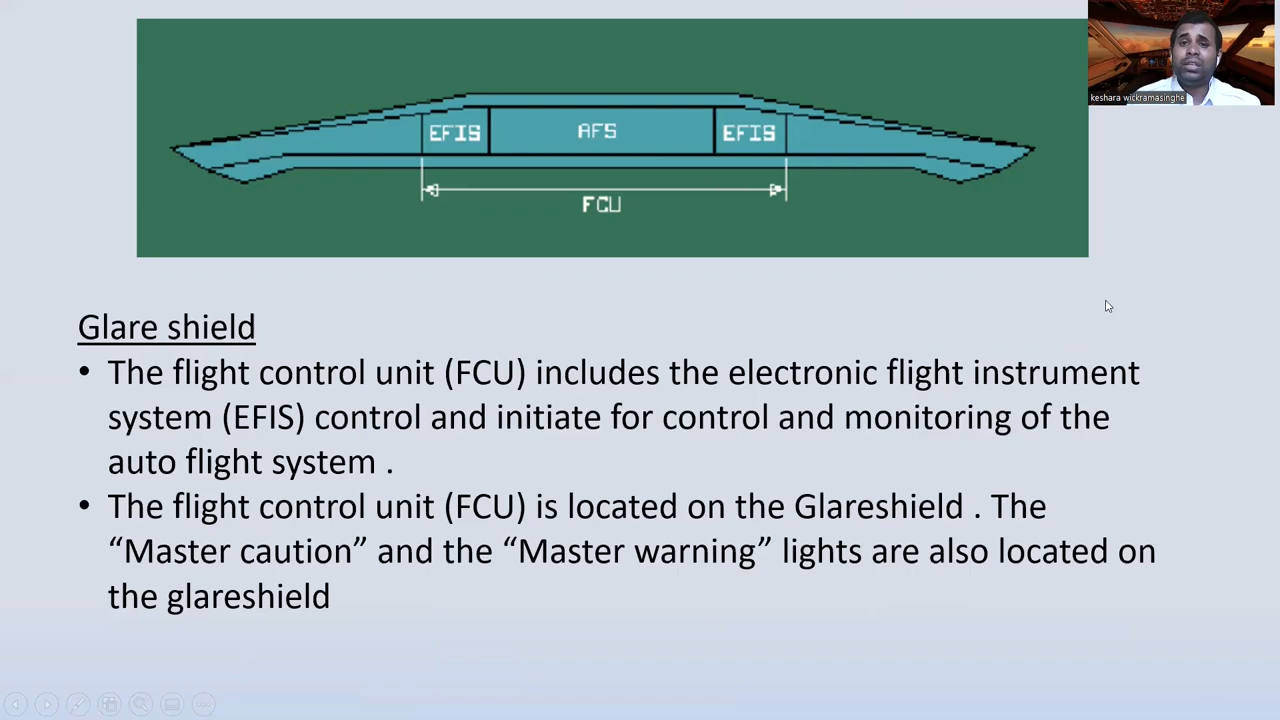 EFIS AFS EFIS
FCU
keshara wickramasinghe
Glare shield
• The flight control unit (FCU) includes the electronic flight instrument
system (EFIS) control and initiate for control and monitoring of the
auto flight system .
• The flight control unit (FCU) is located on the Glareshield . The
“Master caution” and the “Master warning” lights are also located on
the glareshield